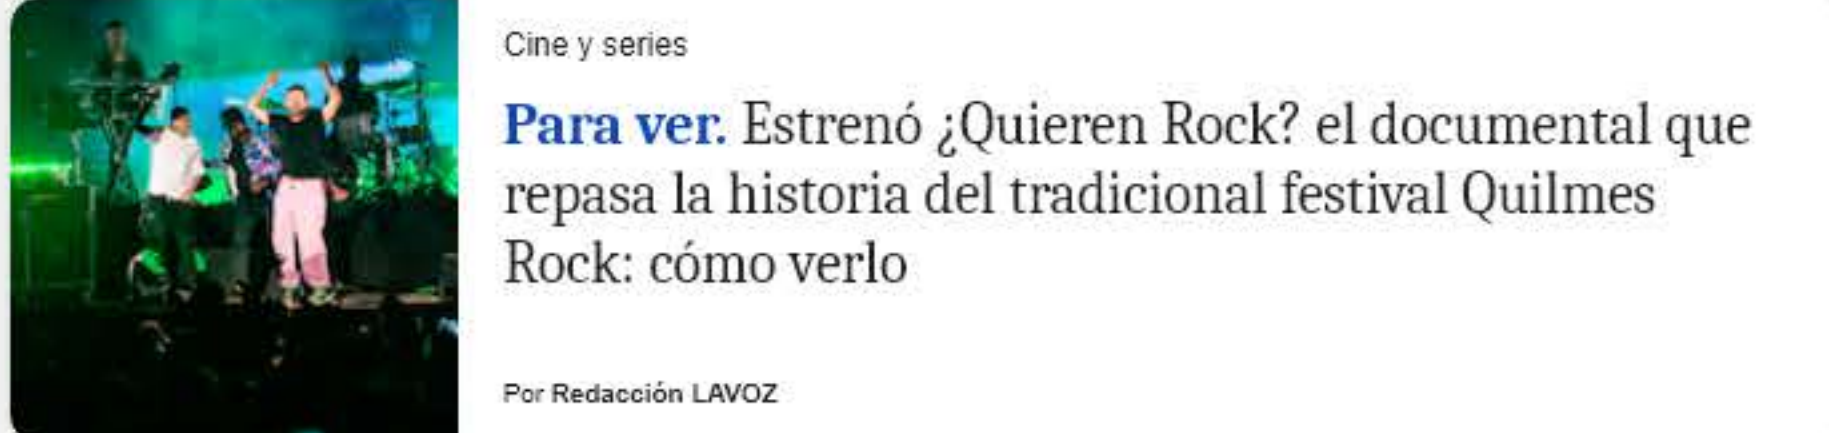 Cine y series
Para ver. Estrenó ¿Quieren Rock? el documental que
repasa la historia del tradicional festival Quilmes
Rock: cómo verlo
Por Redacción LAVOZ